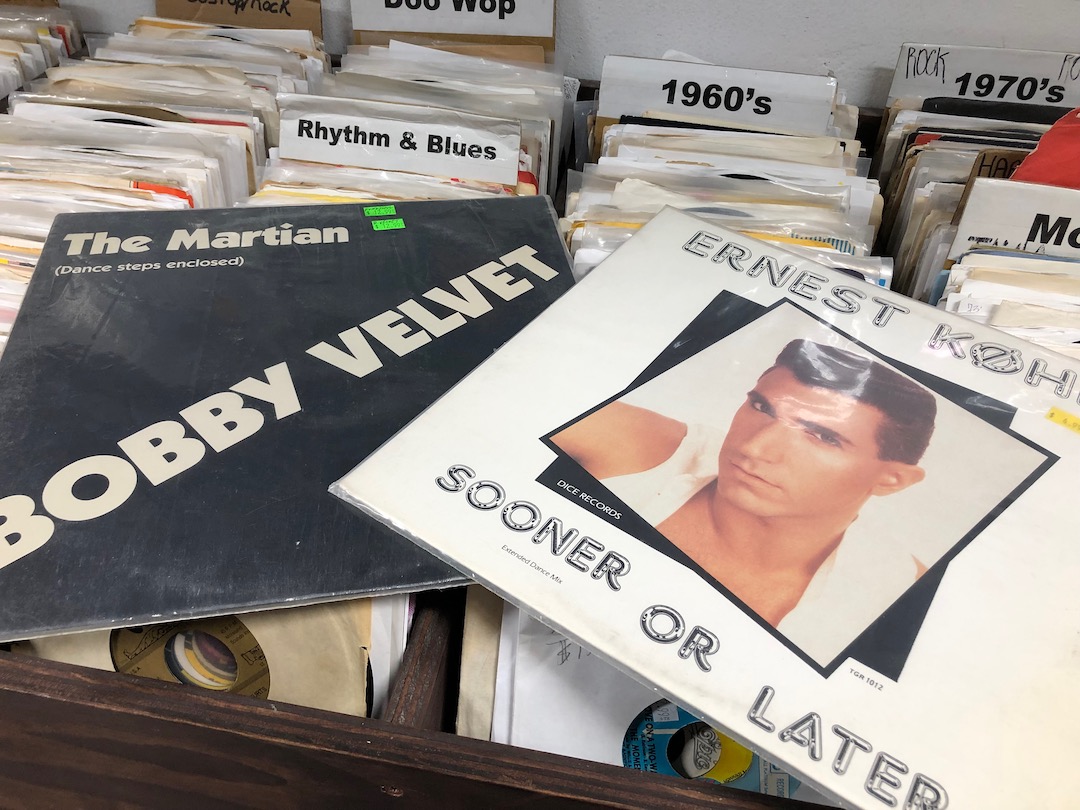 Doo Wop
1960's
ROCK
1970's
Rhythm & Blues
The Martian
(Dance steps enclosed)
BOBBY VELVET
ERNEST KØH
DICE RECORDS
SOONER OR LATER
Extended Dance Mix
TGR 1012